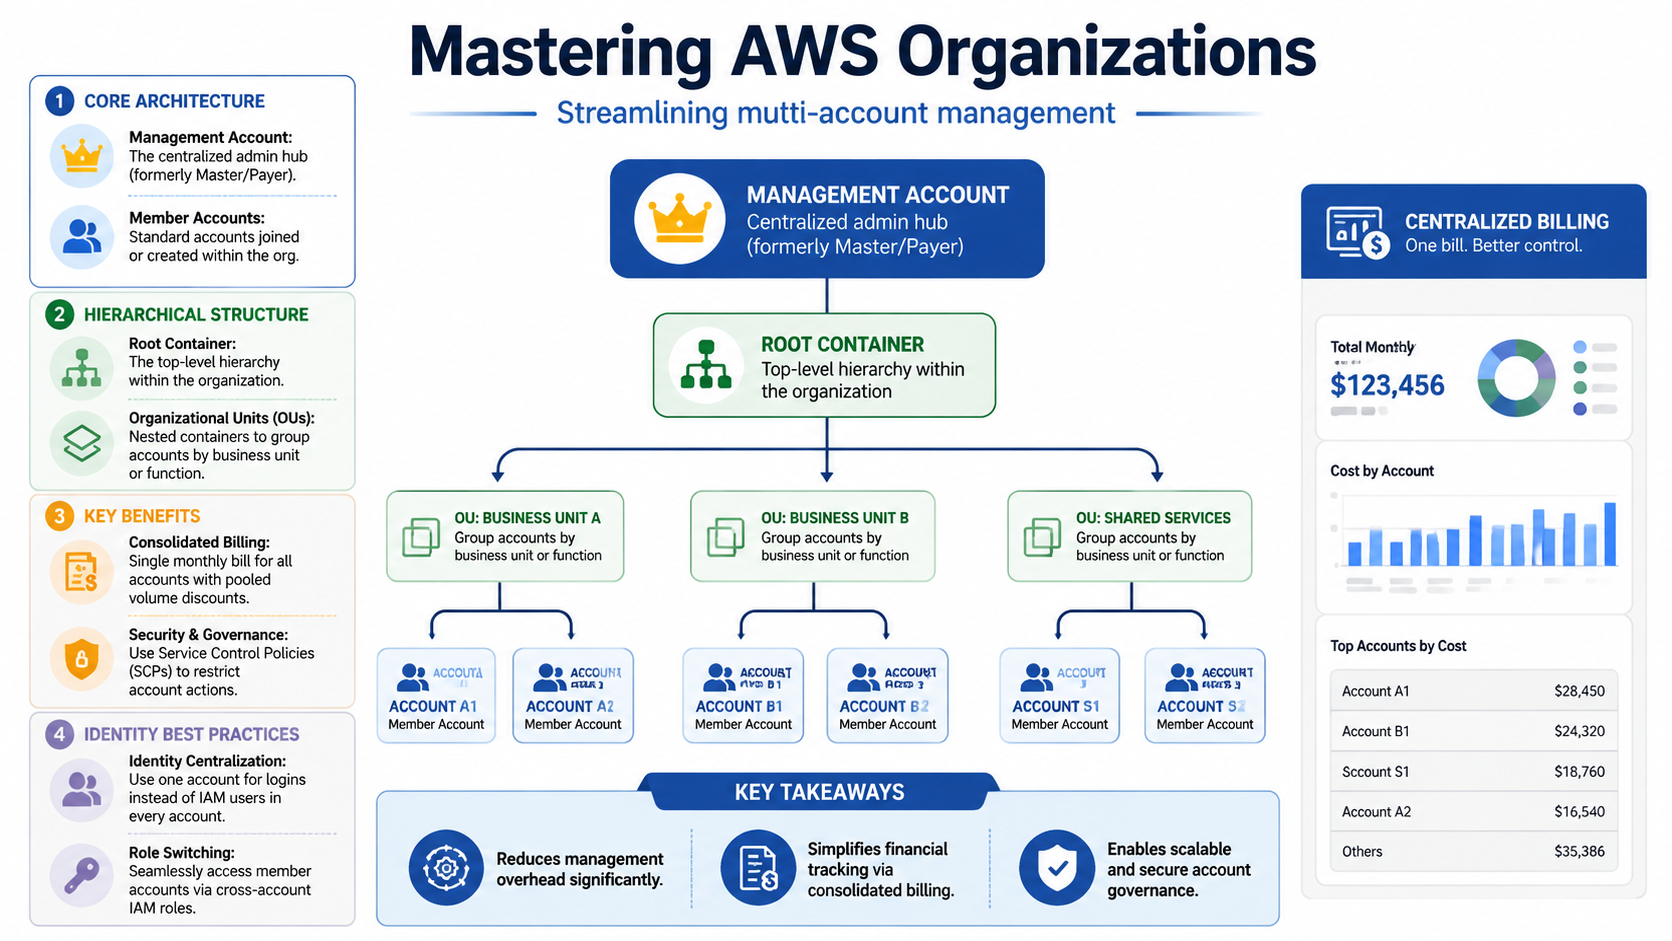 Mastering AWS Organizations
Streamlining mutti-account management
1 CORE ARCHITECTURE
Management Account:
The centralized admin hub
(formerly Master/Payer).
Member Accounts:
Standard accounts joined
or created within the org.
2 HIERARCHICAL STRUCTURE
Root Container:
The top-level hierarchy
within the organization.
Organizational Units (OUs):
Nested containers to group
accounts by business unit
or function.
3 KEY BENEFITS
Consolidated Billing:
Single monthly bill for all
accounts with pooled
volume discounts.
Security & Governance:
Use Service Control Policies
(SCPs) to restrict
account actions.
4 IDENTITY BEST PRACTICES
Identity Centralization:
Use one account for logins
instead of IAM users in
every account.
Role Switching:
Seamlessly access member
accounts via cross-account
IAM roles.
MANAGEMENT ACCOUNT
Centralized admin hub
(formerly Master/Payer)
ROOT CONTAINER
Top-level hierarchy within
the organization
OU: BUSINESS UNIT A
Group accounts by
business unit or function
OU: BUSINESS UNIT B
Group accounts by
business unit or function
OU: SHARED SERVICES
Group accounts by
business unit or function
ACCOUNT A1
Member Account
ACCOUNT A2
Member Account
ACCOUNT B1
Member Account
ACCOUNT B2
Member Account
ACCOUNT S1
Member Account
ACCOUNT S2
Member Account
KEY TAKEAWAYS
Reduces management
overhead significantly.
Simplifies financial
tracking via
consolidated billing.
Enables scalable
and secure account
governance.
CENTRALIZED BILLING
One bill. Better control.
Total Monthly
$123,456
Cost by Account
Top Accounts by Cost
Account A1 $28,450
Account B1 $24,320
Sccount S1 $18,760
Account A2 $16,540
Others $35,386